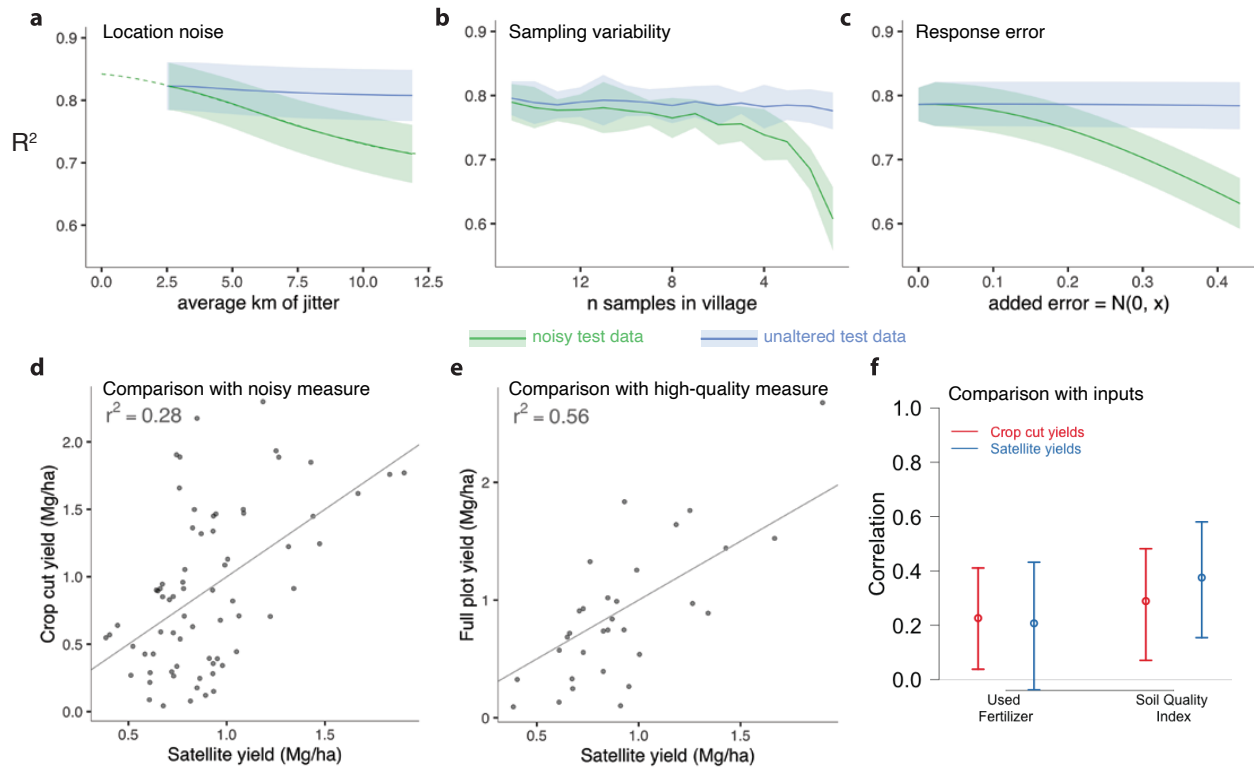 a
Location noise
R²
0.9
0.8
0.7
0.6
0.0 2.5 5.0 7.5 10.0 12.5
average km of jitter
b
Sampling variability
0.9
0.8
0.7
0.6
12 8 4
n samples in village
c
Response error
0.9
0.8
0.7
0.6
0.0 0.1 0.2 0.3 0.4
added error = N(0, x)
noisy test data
unaltered test data
d
Comparison with noisy measure
r² = 0.28
Crop cut yield (Mg/ha)
2.0
1.5
1.0
0.5
0.0
0.5 1.0 1.5
Satellite yield (Mg/ha)
e
Comparison with high-quality measure
r² = 0.56
Full plot yield (Mg/ha)
2
1
0
0.5 1.0 1.5
Satellite yield (Mg/ha)
f
Comparison with inputs
Crop cut yields
Satellite yields
Correlation
1.0
0.8
0.6
0.4
0.2
0.0
Used
Fertilizer
Soil Quality
Index